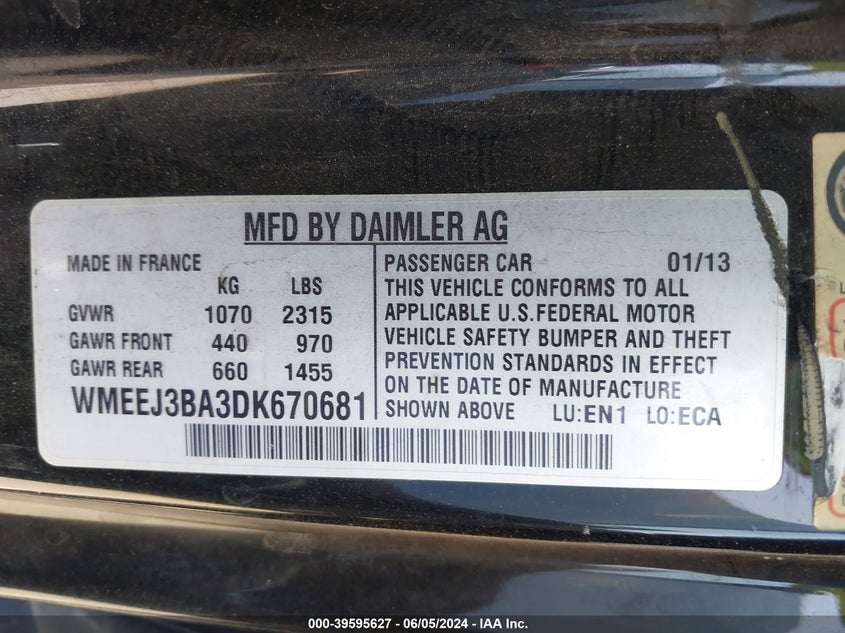 MFD BY DAIMLER AG
MADE IN FRANCE
KG LBS
GVWR 1070 2315
GAWR FRONT 440 970
GAWR REAR 660 1455
WMEEJ3BA3DK670681
PASSENGER CAR 01/13
THIS VEHICLE CONFORMS TO ALL
APPLICABLE U.S.FEDERAL MOTOR
VEHICLE SAFETY BUMPER AND THEFT
PREVENTION STANDARDS IN EFFECT
ON THE DATE OF MANUFACTURE
SHOWN ABOVE LU:EN1 LO:ECA
000-39595627 - 06/05/2024 - IAA Inc.